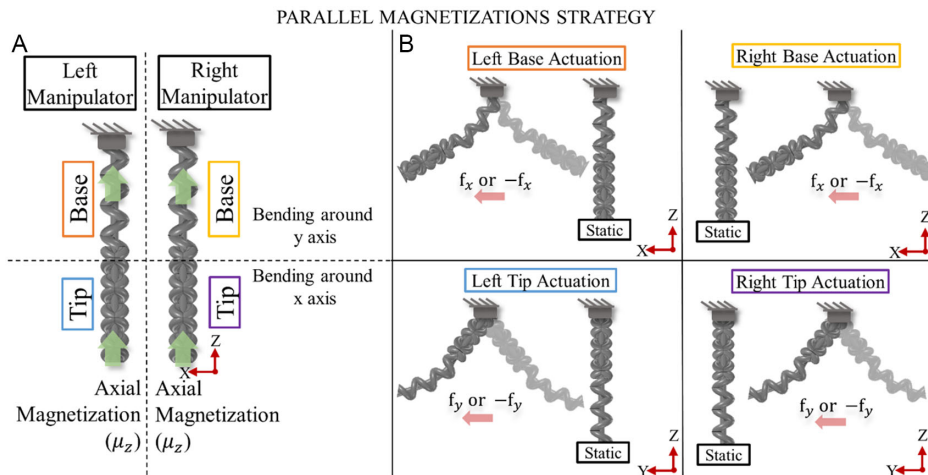 PARALLEL MAGNETIZATIONS STRATEGY
A
Left
Manipulator
Right
Manipulator
Base
Base
Bending around
y axis
Bending around
x axis
Tip
Tip
Z
X
Axial
Magnetization
(μz)
Axial
Magnetization
(μz)
B
Left Base Actuation
fx or −fx
Static
Z
X
Right Base Actuation
fx or −fx
Static
Z
X
Left Tip Actuation
fy or −fy
Static
Z
Y
Right Tip Actuation
fy or −fy
Static
Z
Y